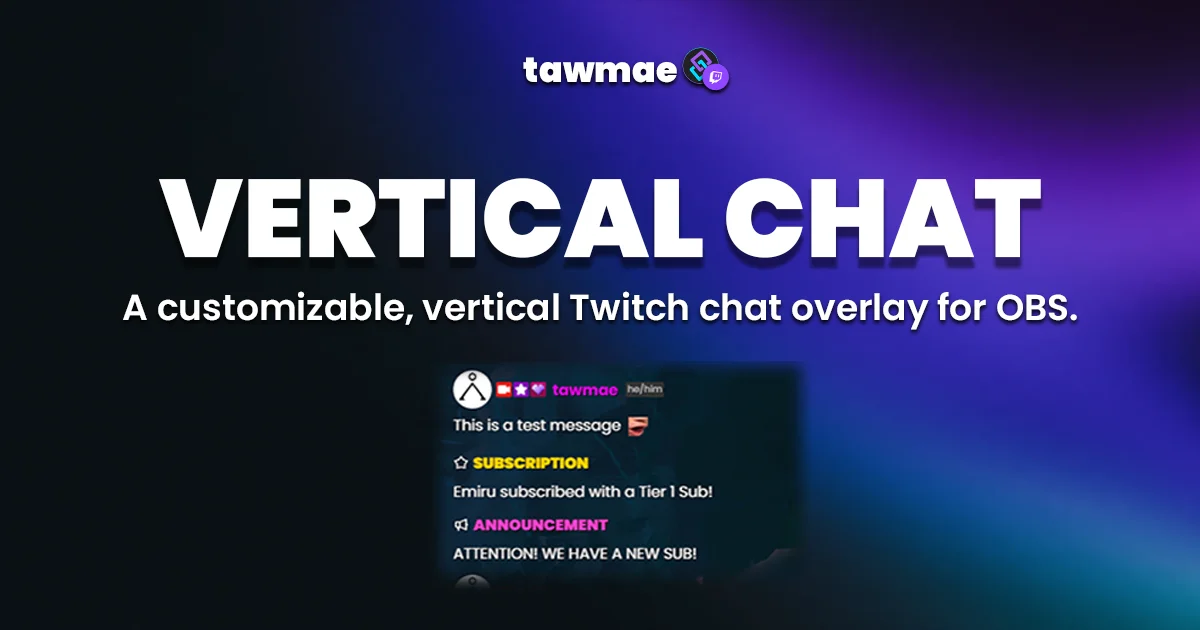 tawmae
VERTICAL CHAT
A customizable, vertical Twitch chat overlay for OBS.
tawmae he/him
This is a test message
SUBSCRIPTION
Emiru subscribed with a Tier 1 Sub!
ANNOUNCEMENT
ATTENTION! WE HAVE A NEW SUB!